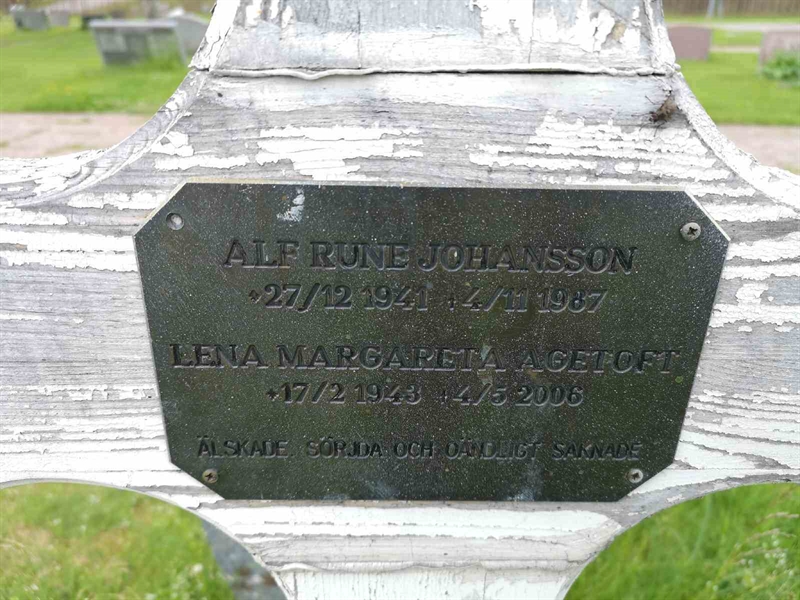 ALF RUNE JOHANSSON
*27/12 1941 †4/11 1987
LENA MARGARETA AGETOFT
*17/2 1943 †4/5 2006
ÄLSKADE, SÖRJDA OCH OÄNDLIGT SAKNADE